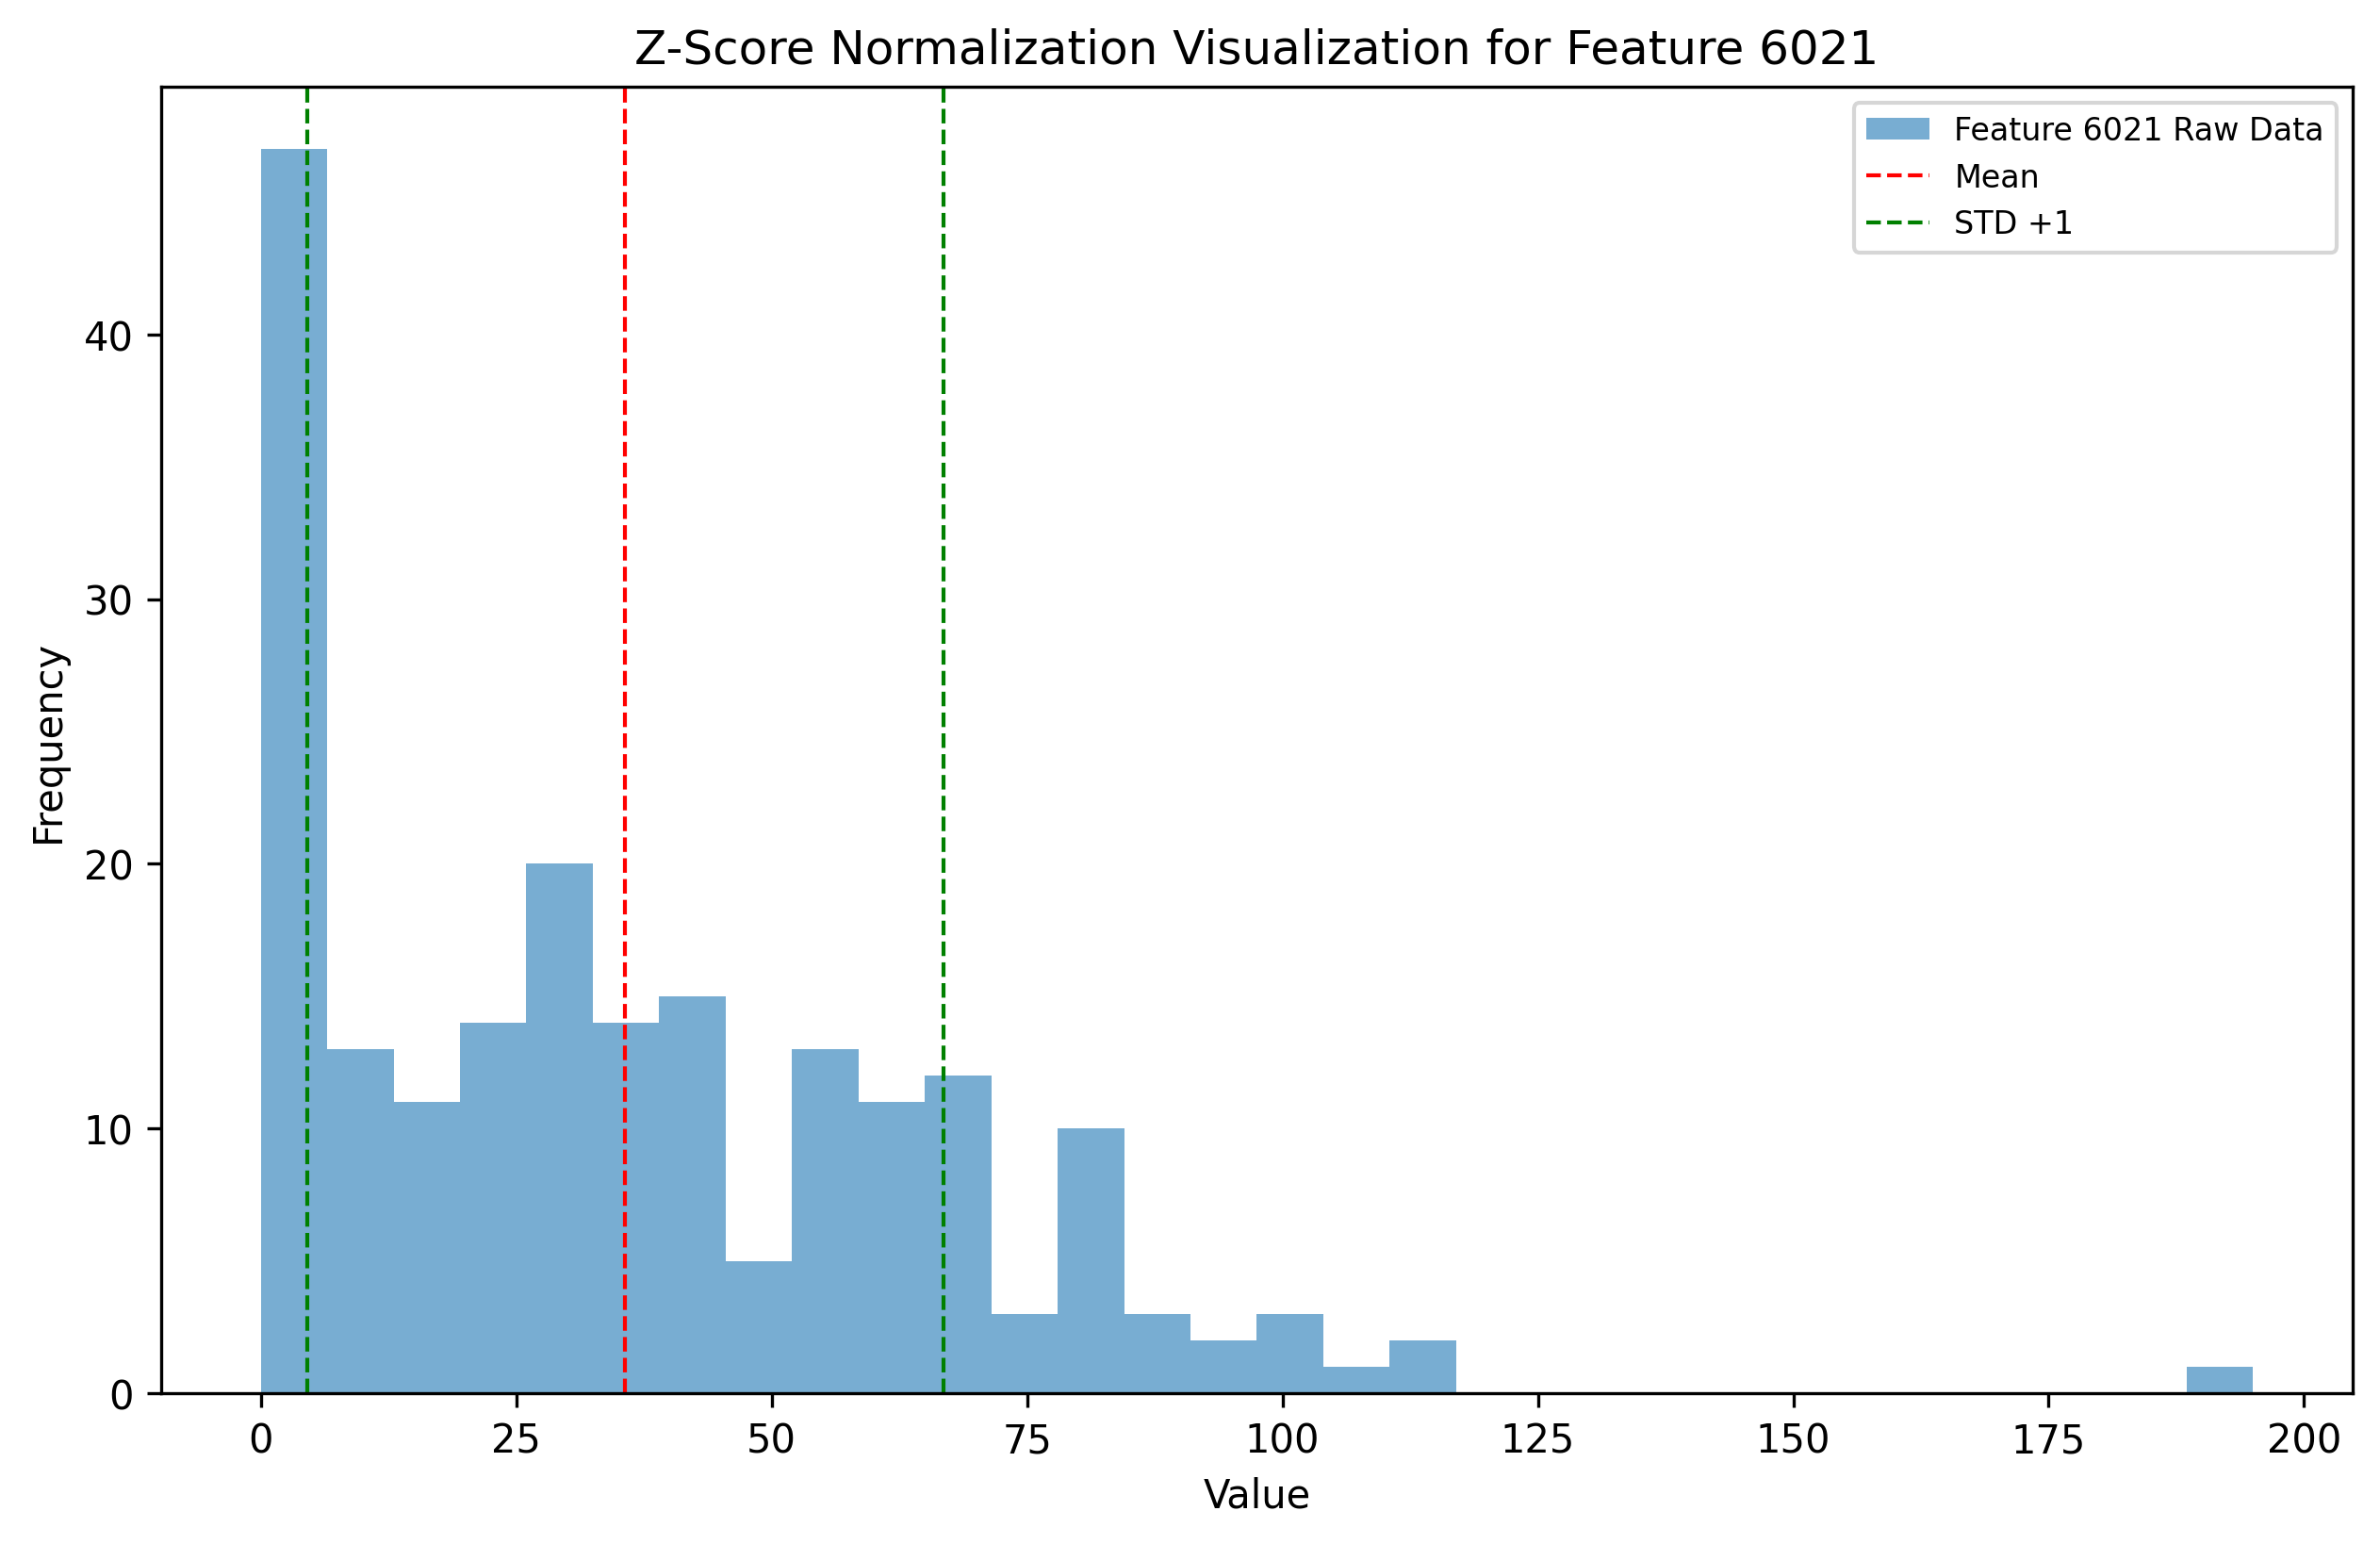 Z-Score Normalization Visualization for Feature 6021
Feature 6021 Raw Data
Mean
STD +1
40
30
20
10
0
Frequency
0 25 50 75 100 125 150 175 200
Value